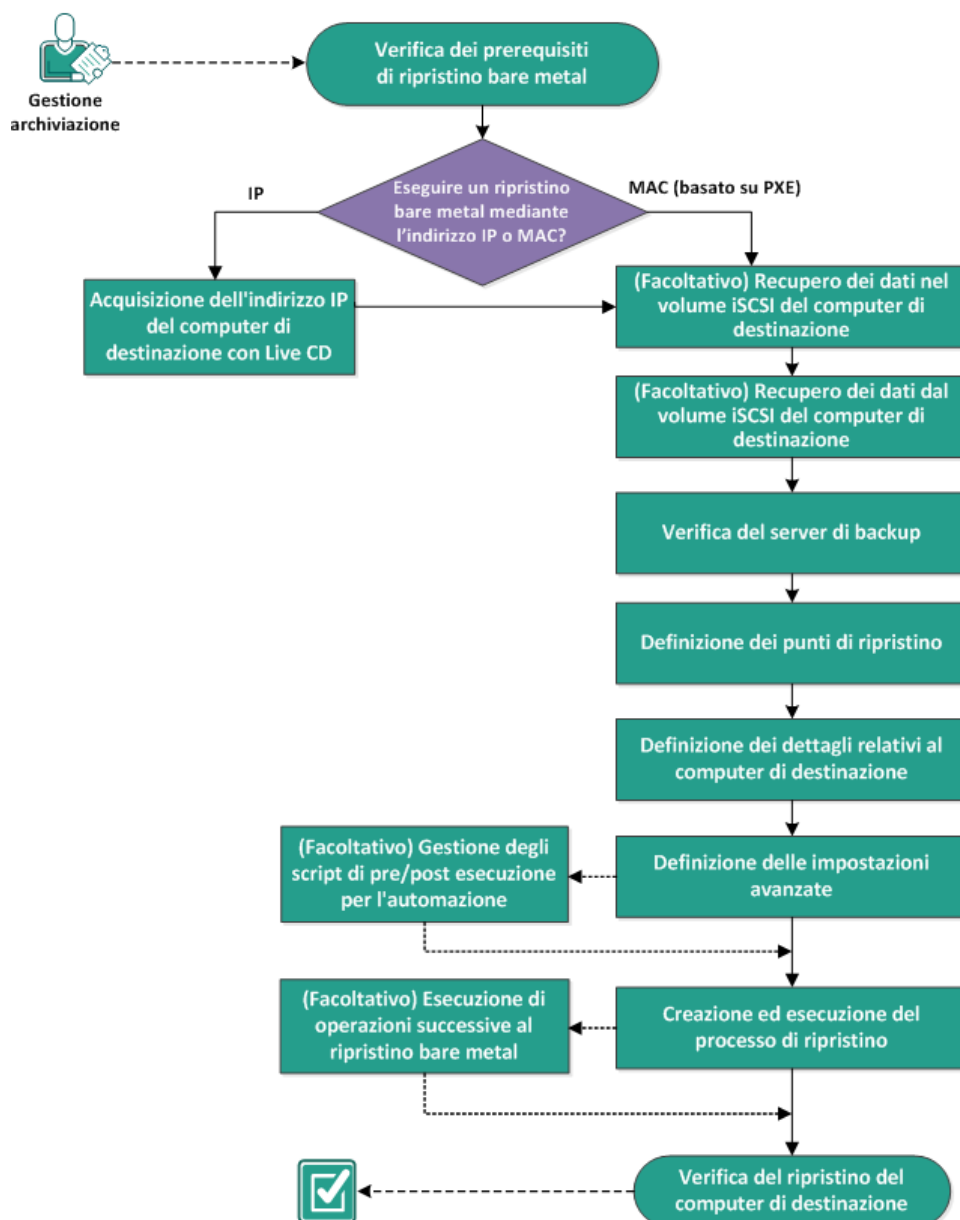 Gestione
archiviazione
Verifica dei prerequisiti
di ripristino bare metal
IP
Eseguire un ripristino
bare metal mediante
l'indirizzo IP o MAC?
MAC (basato su PXE)
Acquisizione dell'indirizzo IP
del computer di
destinazione con Live CD
(Facoltativo) Recupero dei dati nel
volume iSCSI del computer di
destinazione
(Facoltativo) Recupero dei dati dal
volume iSCSI del computer di
destinazione
Verifica del server di backup
Definizione dei punti di ripristino
Definizione dei dettagli relativi al
computer di destinazione
Definizione delle impostazioni
avanzate
(Facoltativo) Gestione degli
script di pre/post esecuzione
per l'automazione
Creazione ed esecuzione del
processo di ripristino
(Facoltativo) Esecuzione di
operazioni successive al
ripristino bare metal
Verifica del ripristino del
computer di destinazione